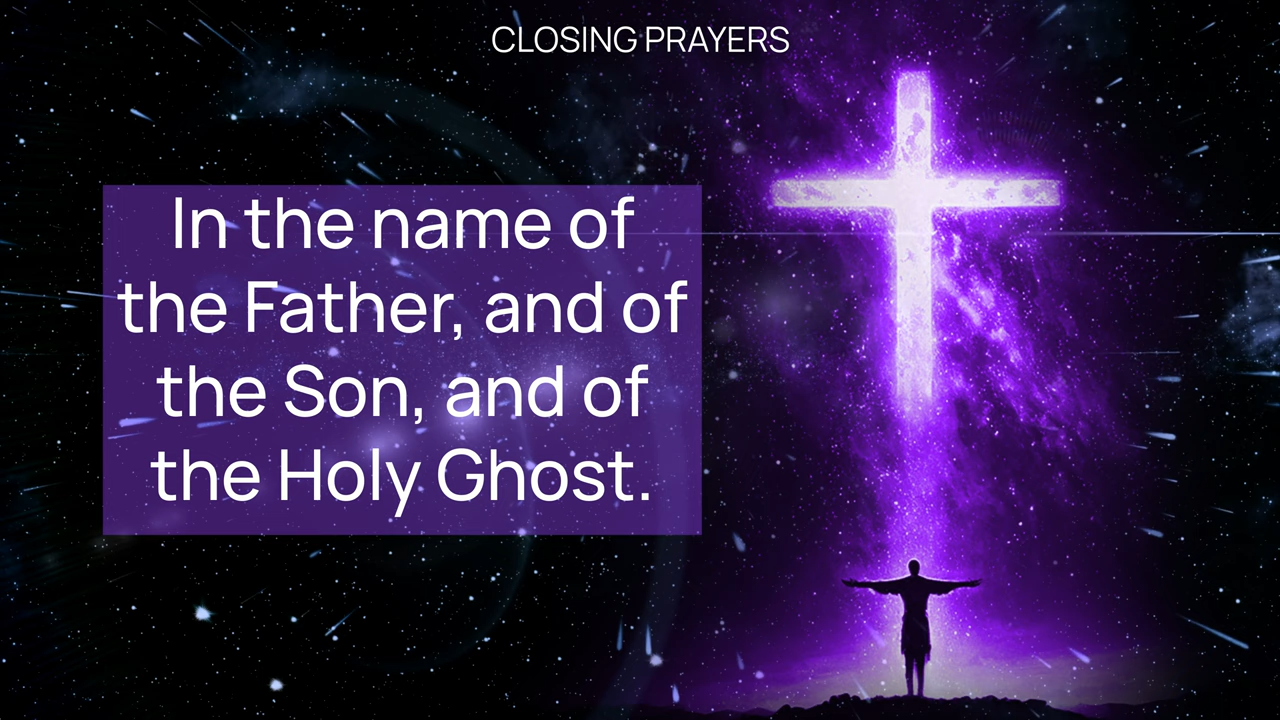 CLOSING PRAYERS
In the name of
the Father, and of
the Son, and of
the Holy Ghost.